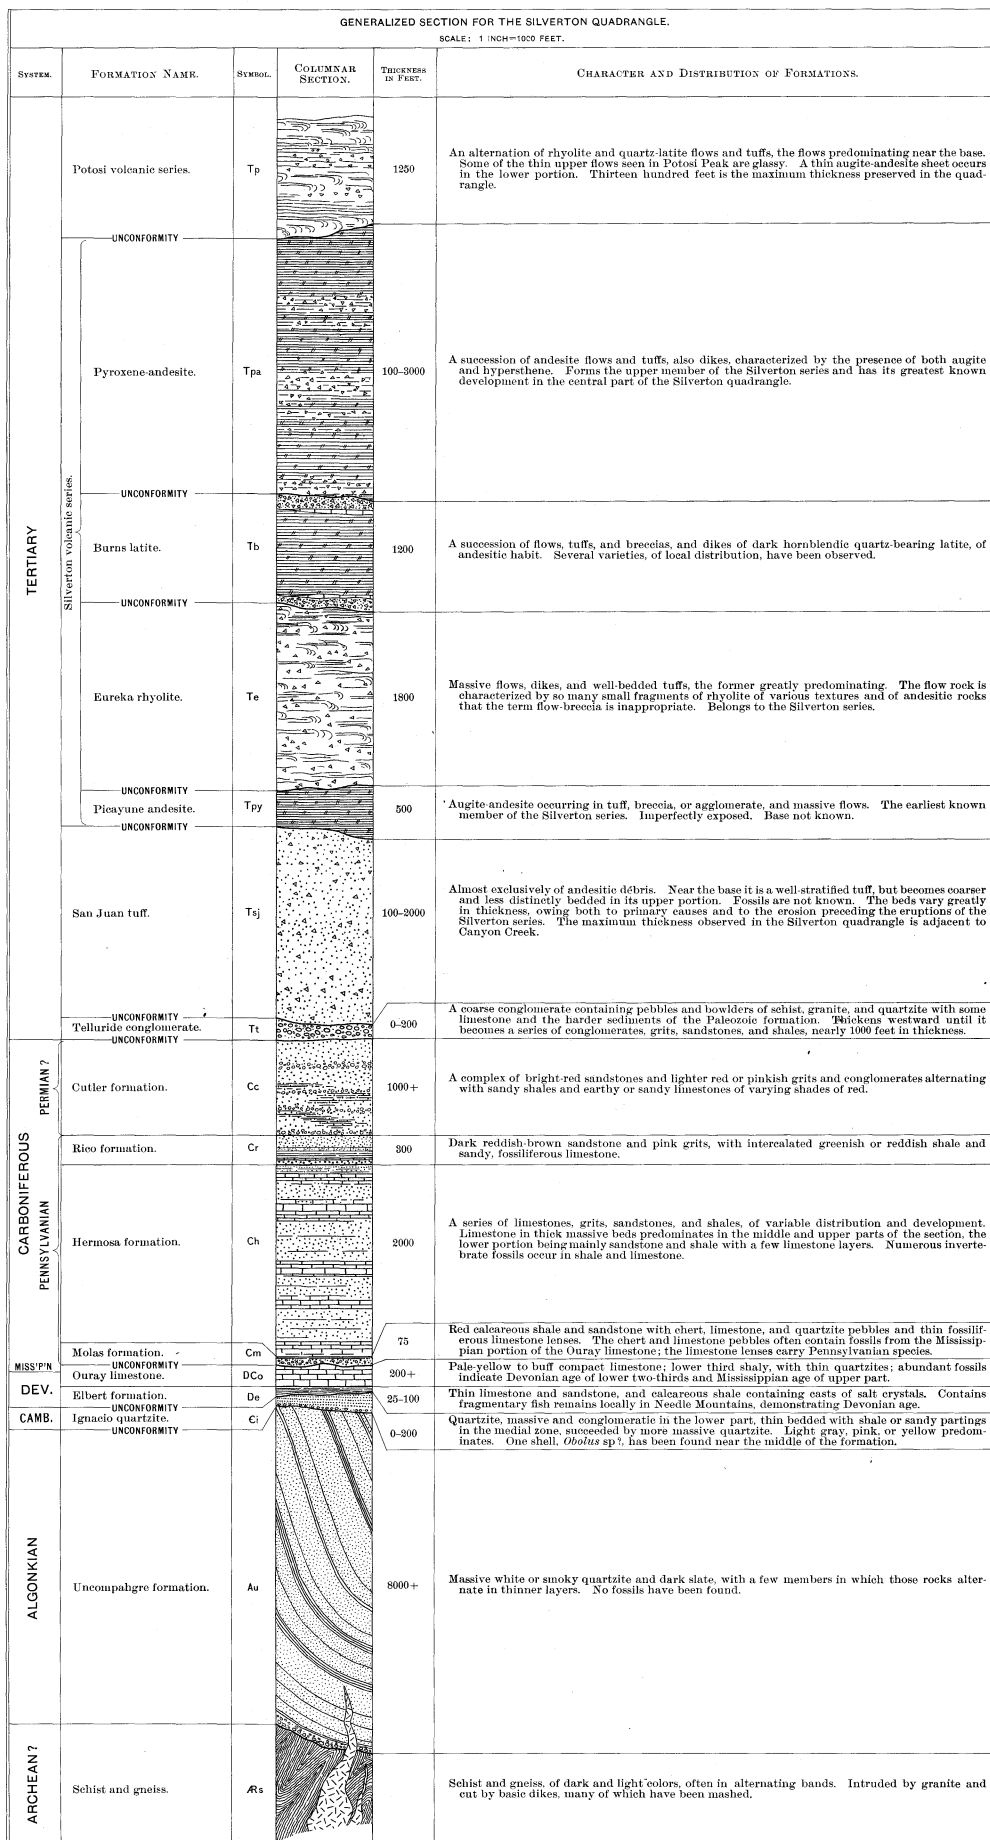 GENERALIZED SECTION FOR THE SILVERTON QUADRANGLE.
SCALE: 1 INCH=1000 FEET.
SYSTEM.
FORMATION NAME.
SYMBOL.
COLUMNAR
SECTION.
THICKNESS
IN FEET.
CHARACTER AND DISTRIBUTION OF FORMATIONS.
TERTIARY
Potosi volcanic series.
Tp
1250
An alternation of rhyolite and quartz-latite flows and tuffs, the flows predominating near the base.
Some of the thin upper flows seen in Potosi Peak are glassy. A thin augite-andesite sheet occurs
in the lower portion. Thirteen hundred feet is the maximum thickness preserved in the quad-
rangle.
UNCONFORMITY
Silverton volcanic series.
Pyroxene-andesite.
Tpa
100-3000
A succession of andesite flows and tuffs, also dikes, characterized by the presence of both augite
and hypersthene. Forms the upper member of the Silverton series and has its greatest known
development in the central part of the Silverton quadrangle.
UNCONFORMITY
Burns latite.
Tb
1200
A succession of flows, tuffs, and breccias, and dikes of dark hornblendic quartz-bearing latite, of
andesitic habit. Several varieties, of local distribution, have been observed.
UNCONFORMITY
Eureka rhyolite.
Te
1800
Massive flows, dikes, and well-bedded tuffs, the former greatly predominating. The flow rock is
characterized by so many small fragments of rhyolite of various textures and of andesitic rocks
that the term flow-breccia is inappropriate. Belongs to the Silverton series.
UNCONFORMITY
Picayune andesite.
Tpy
500
Augite-andesite occurring in tuff, breccia, or agglomerate, and massive flows. The earliest known
member of the Silverton series. Imperfectly exposed. Base not known.
UNCONFORMITY
San Juan tuff.
Tsj
100-2000
Almost exclusively of andesitic débris. Near the base it is a well-stratified tuff, but becomes coarser
and less distinctly bedded in its upper portion. Fossils are not known. The beds vary greatly
in thickness, owing both to primary causes and to the erosion preceding the eruptions of the
Silverton series. The maximum thickness observed in the Silverton quadrangle is adjacent to
Canyon Creek.
UNCONFORMITY
Telluride conglomerate.
Tt
0-200
A coarse conglomerate containing pebbles and bowlders of schist, granite, and quartzite with some
limestone and the harder sediments of the Paleozoic formation. Thickens westward until it
becomes a series of conglomerates, grits, sandstones, and shales, nearly 1000 feet in thickness.
UNCONFORMITY
CARBONIFEROUS
PERMIAN ?
Cutler formation.
Cc
1000+
A complex of bright-red sandstones and lighter red or pinkish grits and conglomerates alternating
with sandy shales and earthy or sandy limestones of varying shades of red.
PENNSYLVANIAN
Rico formation.
Cr
300
Dark reddish-brown sandstone and pink grits, with intercalated greenish or reddish shale and
sandy, fossiliferous limestone.
Hermosa formation.
Ch
2000
A series of limestones, grits, sandstones, and shales, of variable distribution and development.
Limestone in thick massive beds predominates in the middle and upper parts of the section, the
lower portion being mainly sandstone and shale with a few limestone layers. Numerous inverte-
brate fossils occur in shale and limestone.
Molas formation.
Cm
75
Red calcareous shale and sandstone with chert, limestone, and quartzite pebbles and thin fossilif-
erous limestone lenses. The chert and limestone pebbles often contain fossils from the Mississip-
pian portion of the Ouray limestone; the limestone lenses carry Pennsylvanian species.
UNCONFORMITY
MISS'P'N
Ouray limestone.
DCo
200+
Pale-yellow to buff compact limestone; lower third shaly, with thin quartzites; abundant fossils
indicate Devonian age of lower two-thirds and Mississippian age of upper part.
DEV.
Elbert formation.
De
25-100
Thin limestone and sandstone, and calcareous shale containing casts of salt crystals. Contains
fragmentary fish remains locally in Needle Mountains, demonstrating Devonian age.
UNCONFORMITY
CAMB.
Ignacio quartzite.
Ꞓi
0-200
Quartzite, massive and conglomeratic in the lower part, thin bedded with shale or sandy partings
in the medial zone, succeeded by more massive quartzite. Light gray, pink, or yellow predom-
inates. One shell, Obolus sp?, has been found near the middle of the formation.
UNCONFORMITY
ALGONKIAN
Uncompahgre formation.
Au
8000+
Massive white or smoky quartzite and dark slate, with a few members in which those rocks alter-
nate in thinner layers. No fossils have been found.
ARCHEAN ?
Schist and gneiss.
ÆRs
Schist and gneiss, of dark and light colors, often in alternating bands. Intruded by granite and
cut by basic dikes, many of which have been mashed.